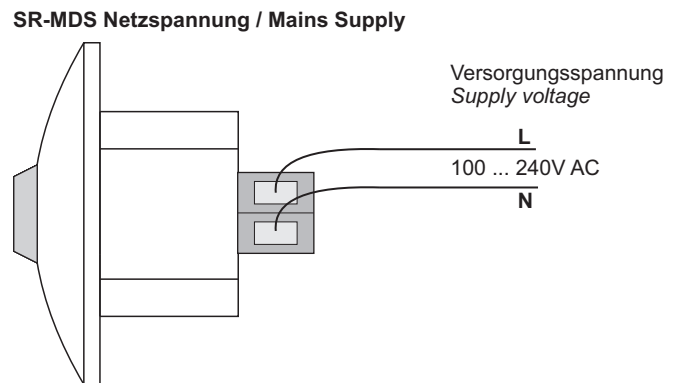 SR-MDS Netzspannung / Mains Supply
Versorgungsspannung
Supply voltage
L
100 ... 240V AC
N